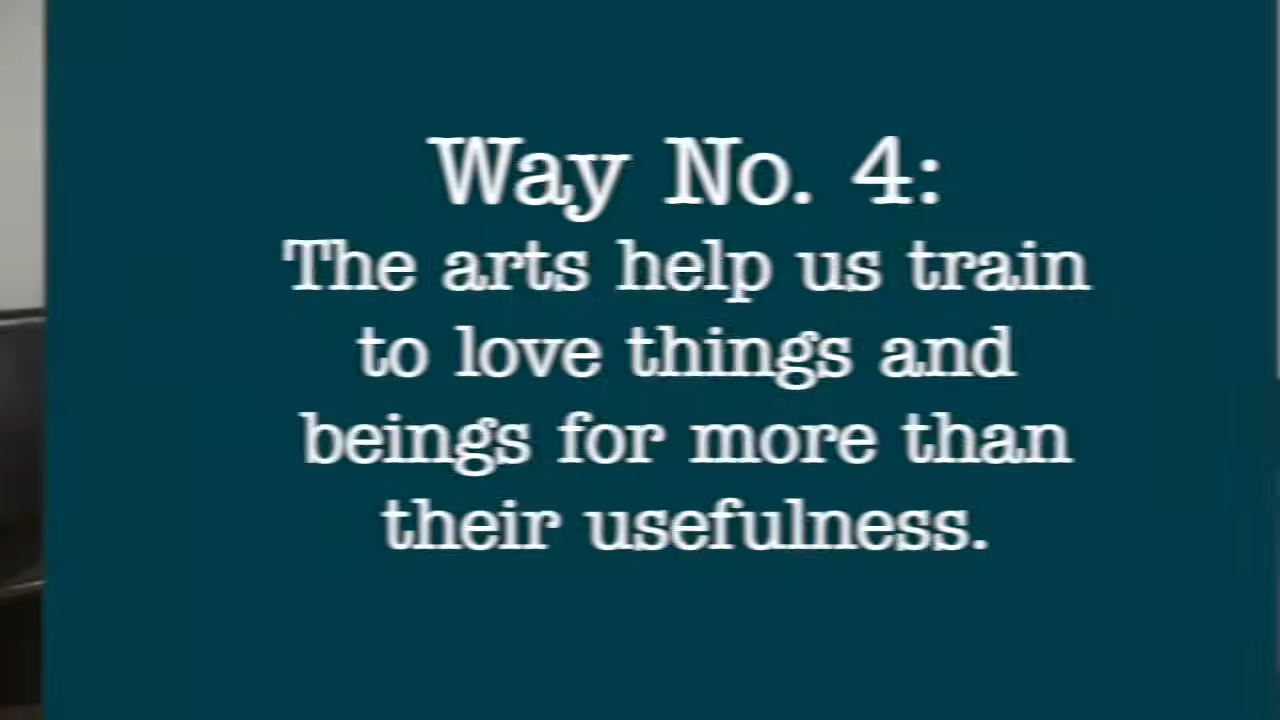 Way No. 4:
The arts help us train
to love things and
beings for more than
their usefulness.